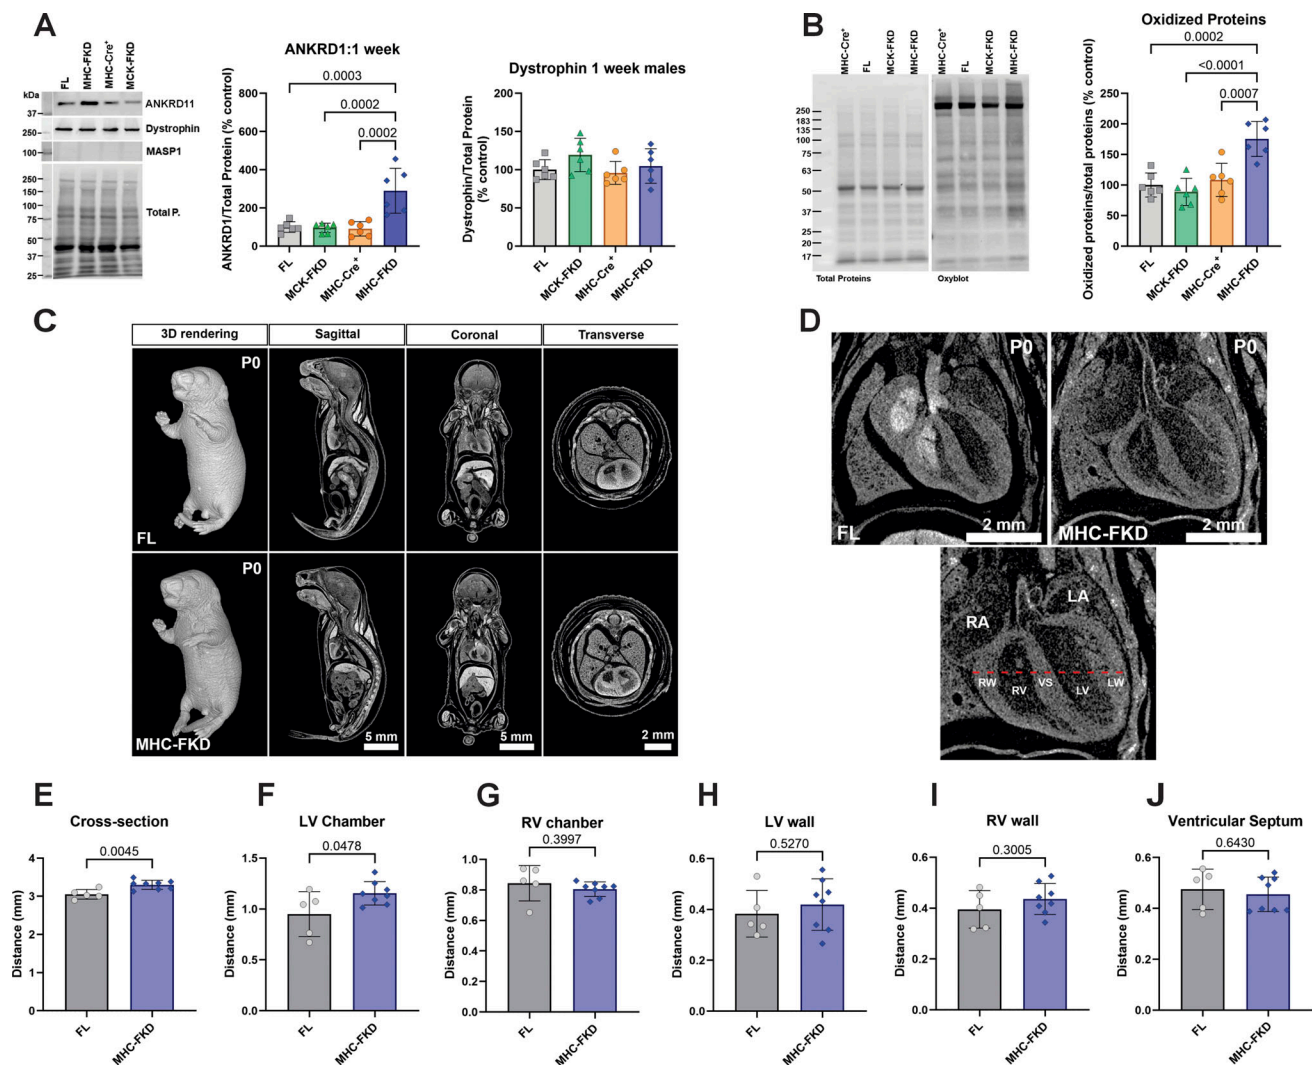 A
FL
MHC-FKD
MHC-Cre+
MCK-FKD
kDa
37
ANKRD11
250
Dystrophin
100
MASP1
250
150
100
75
50
37
25
Total P.
ANKRD1:1 week
ANKRD1/Total Protein (% control)
800
600
400
200
0
0.0003
0.0002
0.0002
FL
MCK-FKD
MHC-Cre+
MHC-FKD
Dystrophin 1 week males
Dystrophin/Total Protein
(% control)
200
150
100
50
0
FL
MCK-FKD
MHC-Cre+
MHC-FKD
B
MHC-Cre+
FL
MCK-FKD
MHC-FKD
MHC-Cre+
FL
MCK-FKD
MHC-FKD
250
183
135
100
75
63
50
37
25
20
17
Total Proteins
Oxyblot
Oxidized Proteins
Oxidized proteins/total proteins (% control)
250
200
150
100
50
0
0.0002
<0.0001
0.0007
FL
MCK-FKD
MHC-Cre+
MHC-FKD
C
3D rendering
Sagittal
Coronal
Transverse
P0
FL
P0
MHC-FKD
5 mm
5 mm
2 mm
D
P0
FL
2 mm
P0
MHC-FKD
2 mm
RA
LA
RW
RV
VS
LV
LW
E
Cross-section
Distance (mm)
4
3
2
1
0
0.0045
FL
MHC-FKD
F
LV Chamber
Distance (mm)
1.5
1.0
0.5
0.0
0.0478
FL
MHC-FKD
G
RV chanber
Distance (mm)
1.0
0.8
0.6
0.4
0.2
0.0
0.3997
FL
MHC-FKD
H
LV wall
Distance (mm)
0.6
0.4
0.2
0.0
0.5270
FL
MHC-FKD
I
RV wall
Distance (mm)
0.6
0.4
0.2
0.0
0.3005
FL
MHC-FKD
J
Ventricular Septum
Distance (mm)
0.6
0.4
0.2
0.0
0.6430
FL
MHC-FKD